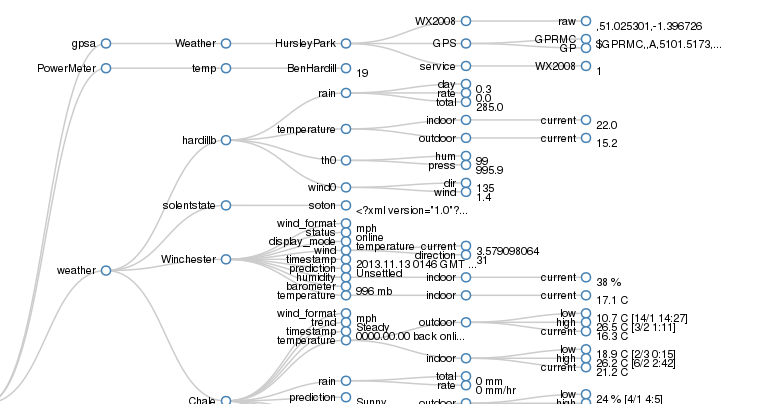 WX2008 raw ,51.025301,-1.396726
gpsa Weather HursleyPark GPS GPRMC
GP $GPRMC,,A,5101.5173,...
PowerMeter temp BenHardill 19
service WX2008 1
rain day 0.3
rate 0.0
total 285.0
temperature indoor current 22.0
hardillb outdoor current 15.2
th0 hum 99
press 995.9
wind0 dir 135
wind 1.4
solentstate soton <?xml version="1.0"?...
wind_format mph
status online
display_mode temperature current 3.579098064
wind direction 31
weather Winchester timestamp 2013.11.13 0146 GMT ...
prediction Unsettled
humidity indoor current 38 %
barometer 996 mb
temperature indoor current 17.1 C
wind_format mph
trend Steady
timestamp 0000.00.00 back onli...
temperature outdoor low 10.7 C [14/1 14:27]
high 26.5 C [3/2 1:11]
current 16.3 C
indoor low 18.9 C [2/3 0:15]
high 26.2 C [6/2 2:42]
current 21.2 C
Chale rain total 0 mm
rate 0 mm/hr
prediction Sunny
outdoor low 24 % [4/1 4:5]
high